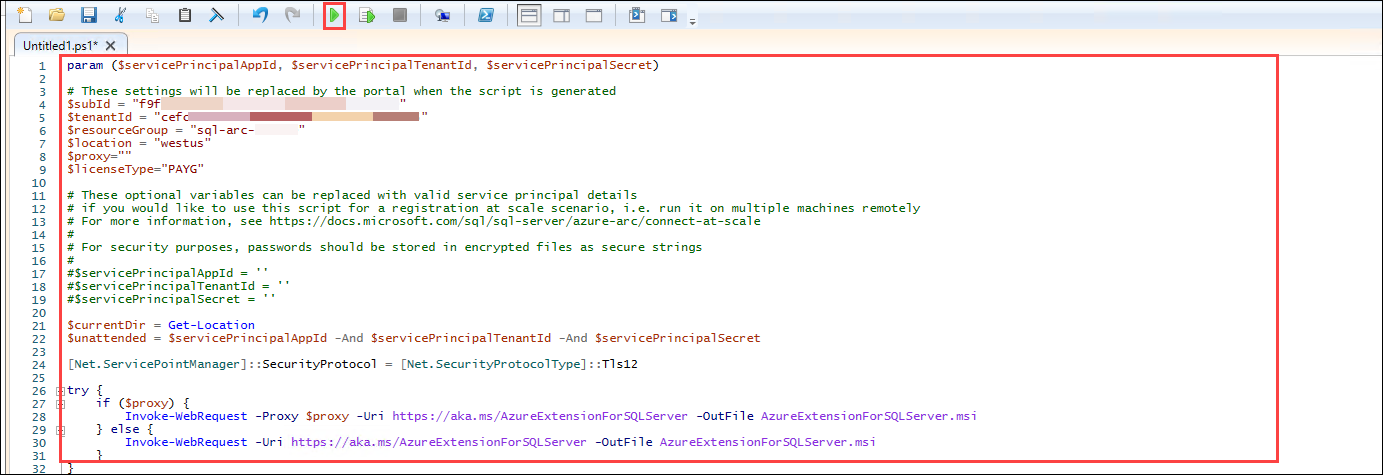 Untitled1.ps1*
1 param ($servicePrincipalAppId, $servicePrincipalTenantId, $servicePrincipalSecret)
2
3 # These settings will be replaced by the portal when the script is generated
4 $subId = "f9f "
5 $tenantId = "cefc "
6 $resourceGroup = "sql-arc- "
7 $location = "westus"
8 $proxy=""
9 $licenseType="PAYG"
10
11 # These optional variables can be replaced with valid service principal details
12 # if you would like to use this script for a registration at scale scenario, i.e. run it on multiple machines remotely
13 # For more information, see https://docs.microsoft.com/sql/sql-server/azure-arc/connect-at-scale
14 #
15 # For security purposes, passwords should be stored in encrypted files as secure strings
16 #
17 #$servicePrincipalAppId = ''
18 #$servicePrincipalTenantId = ''
19 #$servicePrincipalSecret = ''
20
21 $currentDir = Get-Location
22 $unattended = $servicePrincipalAppId -And $servicePrincipalTenantId -And $servicePrincipalSecret
23
24 [Net.ServicePointManager]::SecurityProtocol = [Net.SecurityProtocolType]::Tls12
25
26 try {
27 if ($proxy) {
28 Invoke-WebRequest -Proxy $proxy -Uri https://aka.ms/AzureExtensionForSQLServer -OutFile AzureExtensionForSQLServer.msi
29 } else {
30 Invoke-WebRequest -Uri https://aka.ms/AzureExtensionForSQLServer -OutFile AzureExtensionForSQLServer.msi
31 }
32 }